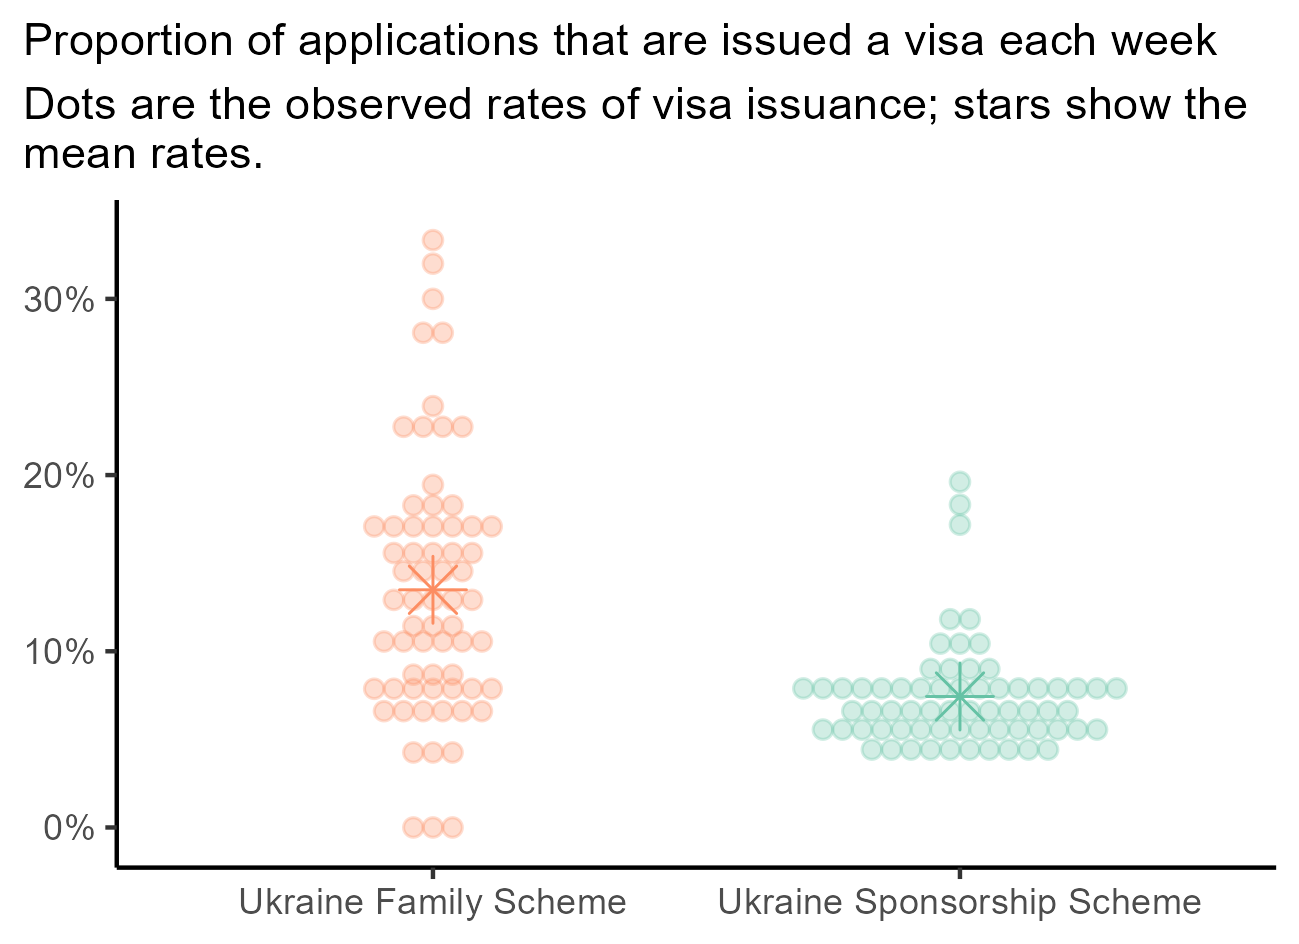 Proportion of applications that are issued a visa each week
Dots are the observed rates of visa issuance; stars show the
mean rates.
30%
20%
10%
0%
Ukraine Family Scheme
Ukraine Sponsorship Scheme